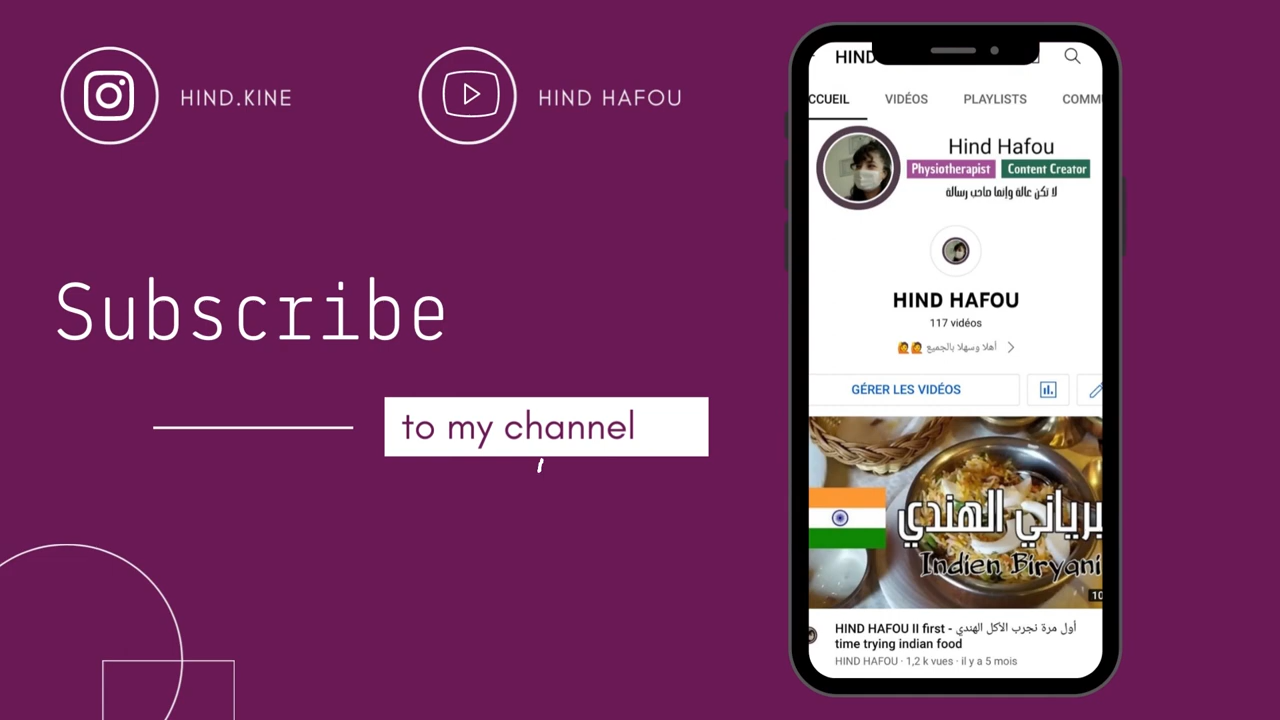 HIND.KINE
HIND HAFOU
Subscribe
to my channel
HIND
CCUEIL VIDÉOS PLAYLISTS COMMU
Hind Hafou
Physiotherapist Content Creator
لا تكن عالة وإنما صاحب رسالة
HIND HAFOU
117 vidéos
أهلا وسهلا بالجميع
GÉRER LES VIDÉOS
برياني الهندي
Indien Biryani
10
HIND HAFOU II first - أول مرة نجرب الأكل الهندي
time trying indian food
HIND HAFOU · 1,2 k vues · il y a 5 mois